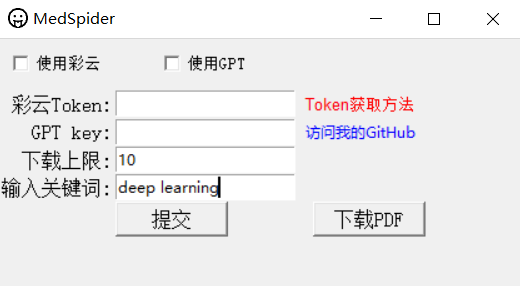 MedSpider
使用彩云 使用GPT
彩云Token: Token获取方法
GPT key: 访问我的GitHub
下载上限: 10
输入关键词: deep learning
提交 下载PDF